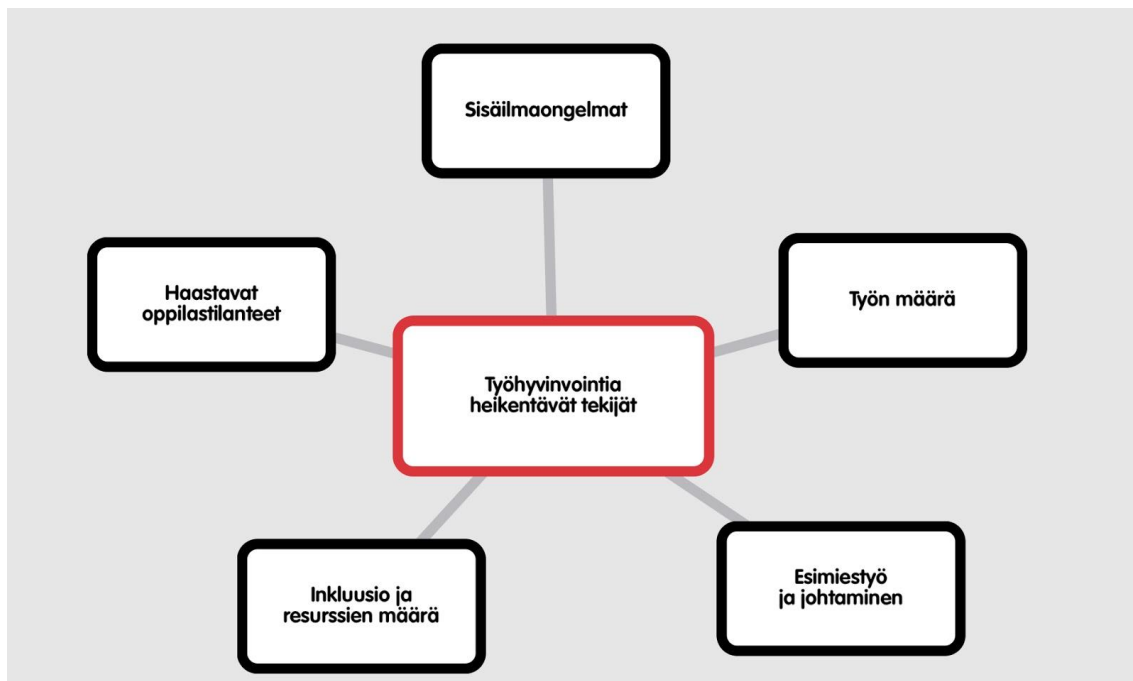 Sisäilmaongelmat
Haastavat
oppilastilanteet
Työn määrä
Työhyvinvointia
heikentävät tekijät
Inkluusio ja
resurssien määrä
Esimiestyö
ja johtaminen